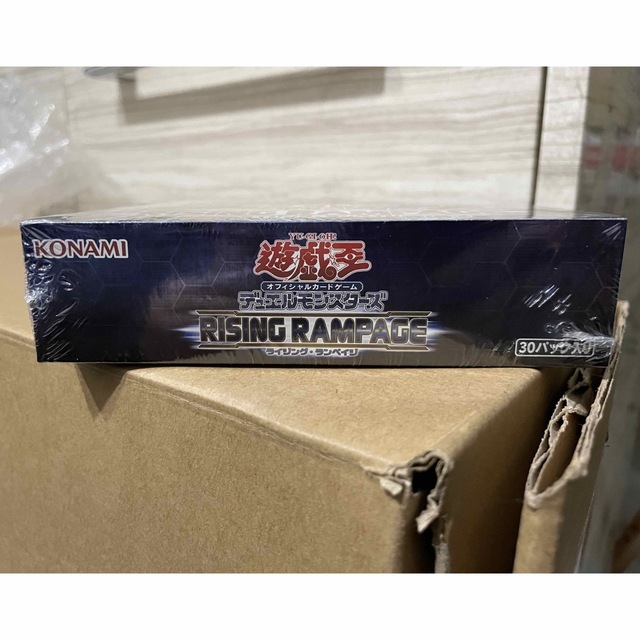 KONAMI
YU-GI-OH!
遊戯王
オフィシャルカードゲーム
デュエルモンスターズ
RISING RAMPAGE
ライジング・ランペイジ
30パック入り